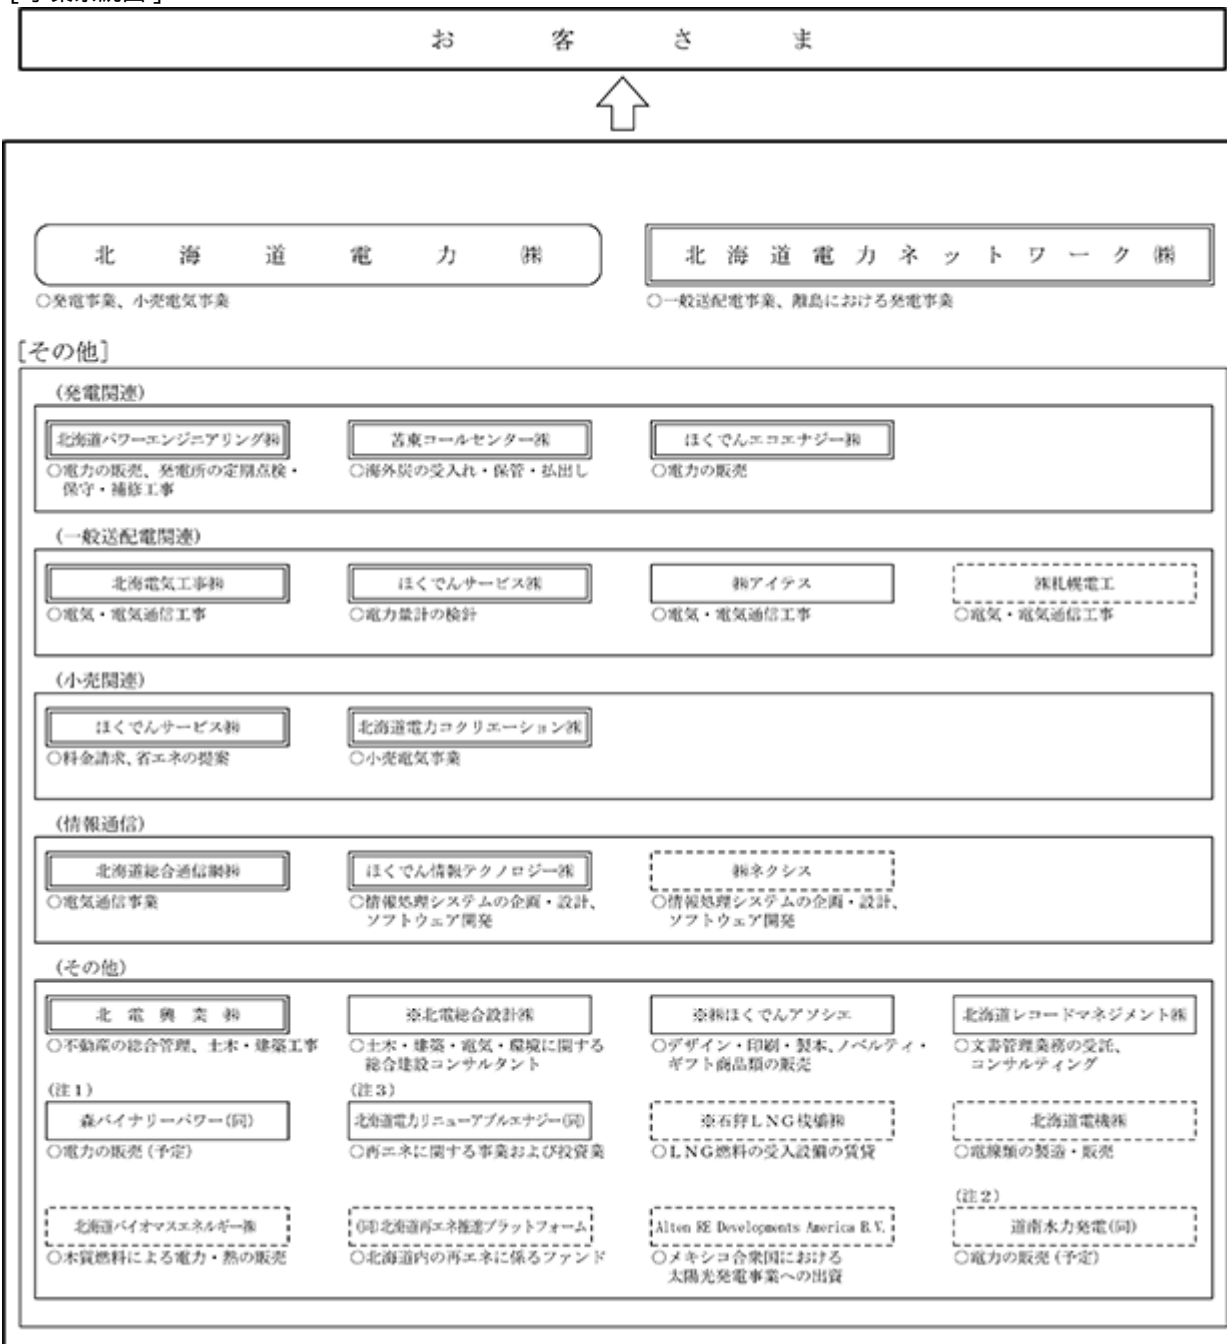 [事業系統図]
お客さま
北海道電力㈱
北海道電力ネットワーク㈱
○発電事業、小売電気事業
○一般送配電事業、離島における発電事業
[その他]
(発電関連)
北海道パワーエンジニアリング㈱
苫東コールセンター㈱
ほくでんエコエナジー㈱
○電力の販売、発電所の定期点検・
保守・補修工事
○海外炭の受入れ・保管・払出し
○電力の販売
(一般送配電関連)
北海電気工事㈱
ほくでんサービス㈱
㈱アイテス
㈱札幌電工
○電気・電気通信工事
○電力量計の検針
○電気・電気通信工事
○電気・電気通信工事
(小売関連)
ほくでんサービス㈱
北海道電力コクリエーション㈱
○料金請求、省エネの提案
○小売電気事業
(情報通信)
北海道総合通信網㈱
ほくでん情報テクノロジー㈱
㈱ネクシス
○電気通信事業
○情報処理システムの企画・設計、
ソフトウェア開発
○情報処理システムの企画・設計、
ソフトウェア開発
(その他)
北電興業㈱
※北電総合設計㈱
※㈱ほくでんアソシエ
北海道レコードマネジメント㈱
○不動産の総合管理、土木・建築工事
○土木・建築・電気・環境に関する
総合建設コンサルタント
○デザイン・印刷・製本、ノベルティ・
ギフト商品類の販売
○文書管理業務の受託、
コンサルティング
(注1)
(注3)
森バイナリーパワー(同)
北海道電力リニューアブルエナジー(同)
※石狩LNG桟橋㈱
北海道電機㈱
○電力の販売(予定)
○再エネに関する事業および投資業
○LNG燃料の受入設備の賃貸
○電線類の製造・販売
(注2)
北海道バイオマスエネルギー㈱
(同)北海道再エネ推進プラットフォーム
Alten RE Developments America B.V.
道南水力発電(同)
○木質燃料による電力・熱の販売
○北海道内の再エネに係るファンド
○メキシコ合衆国における
太陽光発電事業への出資
○電力の販売(予定)